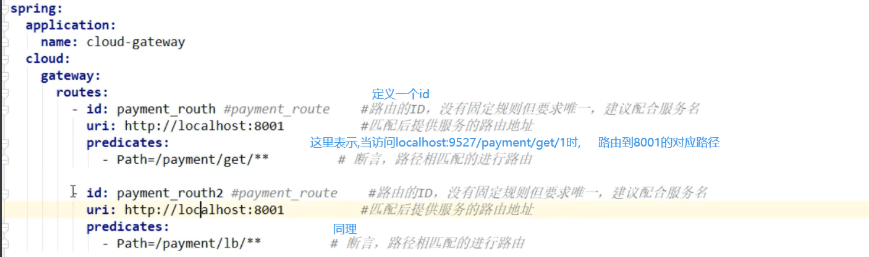 spring:
application:
name: cloud-gateway
cloud:
gateway:
routes:
定义一个id
- id: payment_routh #payment_route #路由的ID，没有固定规则但要求唯一，建议配合服务名
uri: http://localhost:8001 #匹配后提供服务的路由地址
predicates: 这里表示,当访问localhost:9527/payment/get/1时, 路由到8001的对应路径
- Path=/payment/get/** # 断言，路径相匹配的进行路由
- id: payment_routh2 #payment_route #路由的ID，没有固定规则但要求唯一，建议配合服务名
uri: http://localhost:8001 #匹配后提供服务的路由地址
predicates: 同理
- Path=/payment/lb/** # 断言，路径相匹配的进行路由